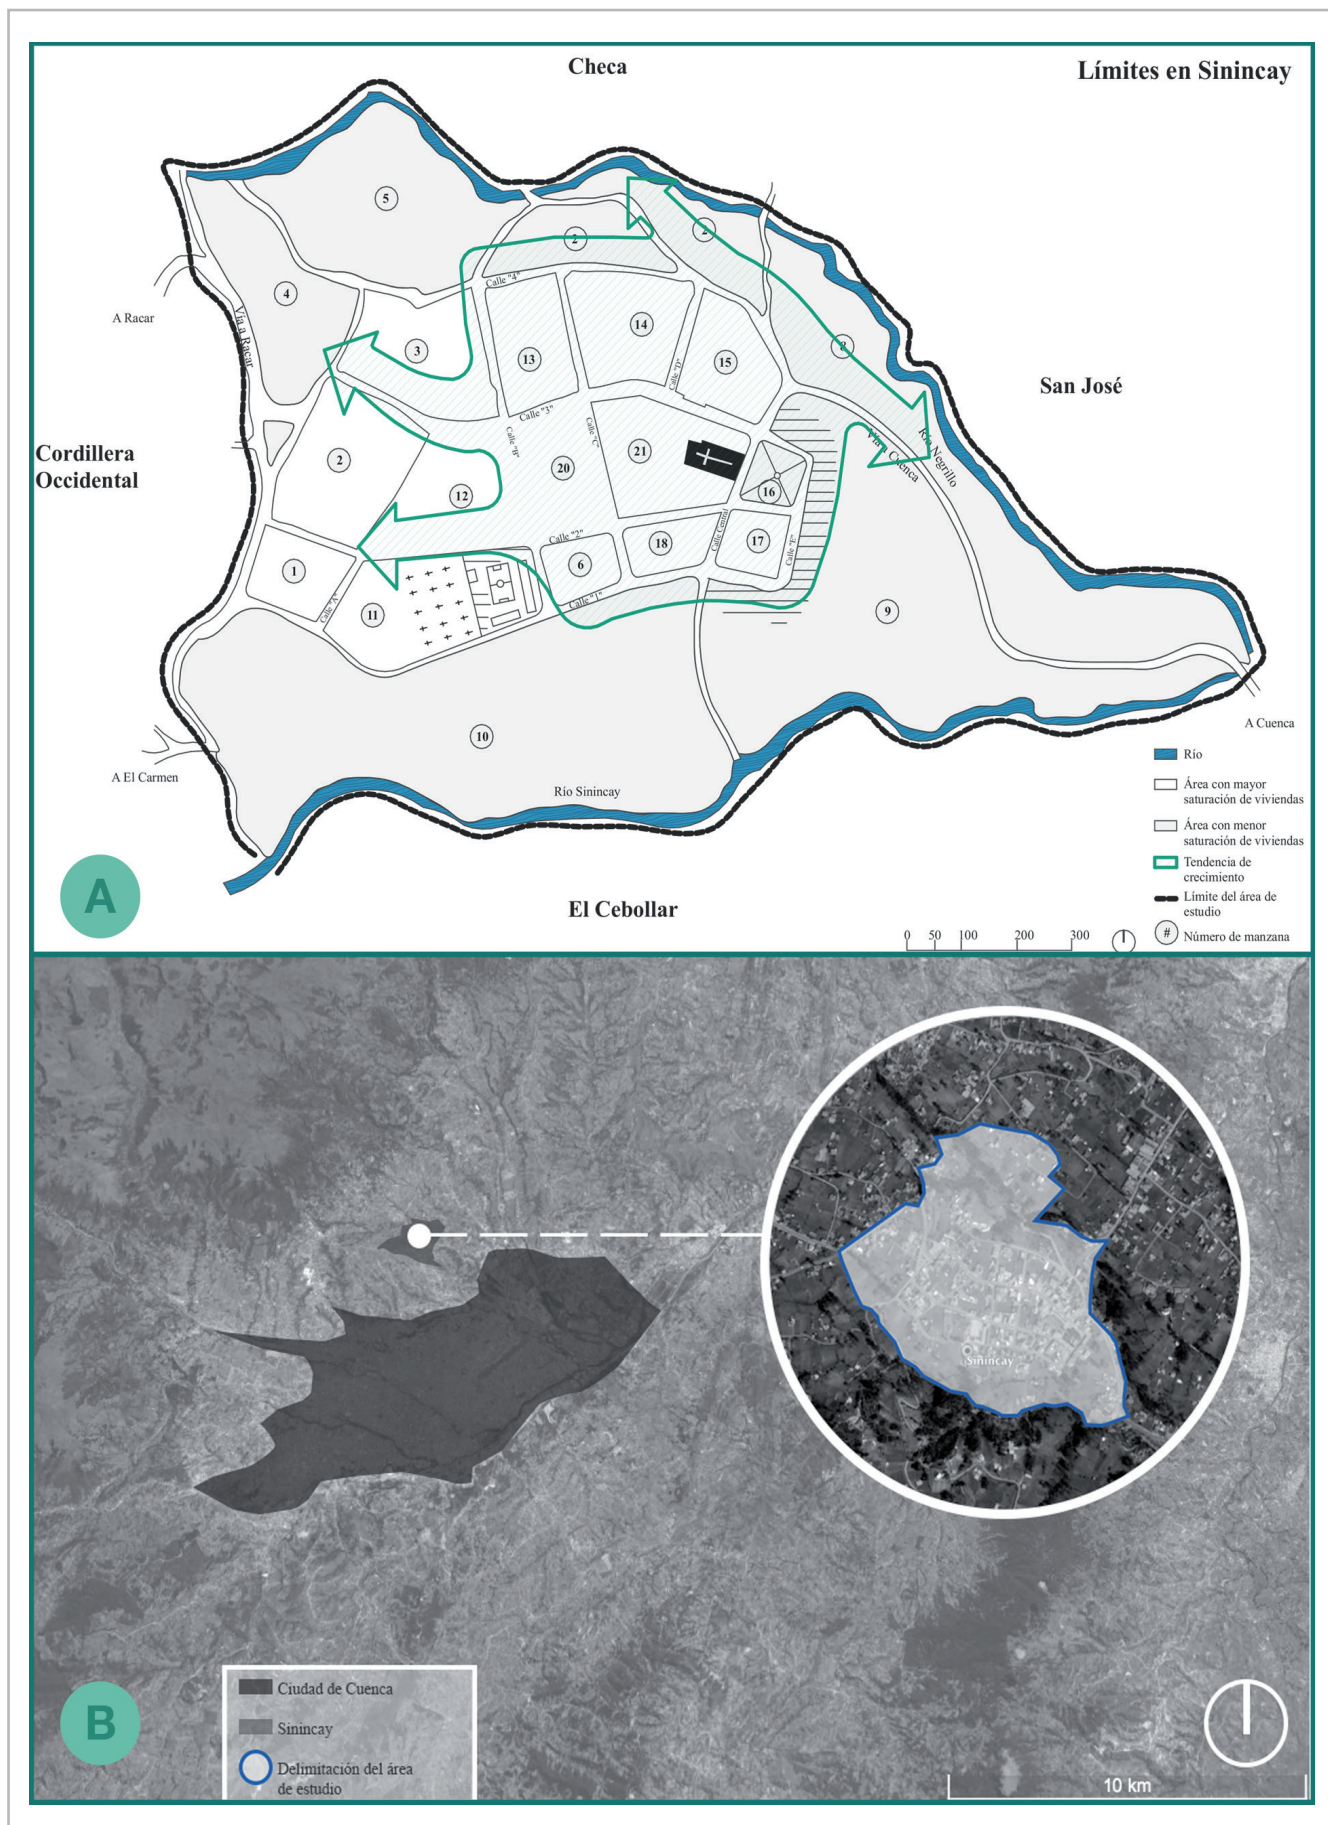 Checa
Límites en Sinincay
5
2
2
4
A Racar
Vía a Racar
Calle "4"
3
13
14
15
8
Calle "D"
San José
Calle "3"
Calle "B"
Calle "C"
Vía a Cuenca
Río Negrillo
Cordillera
Occidental
2
12
20
21
16
Calle "2"
Calle Central
Calle "E"
1
6
18
17
Calle "A"
11
Calle "1"
9
10
A Cuenca
A El Carmen
Río Sinincay
Río
Área con mayor
saturación de viviendas
Área con menor
saturación de viviendas
Tendencia de
crecimiento
Límite del área de
estudio
# Número de manzana
A
El Cebollar
0 50 100 200 300
Sinincay
B
Ciudad de Cuenca
Sinincay
Delimitación del área
de estudio
10 km